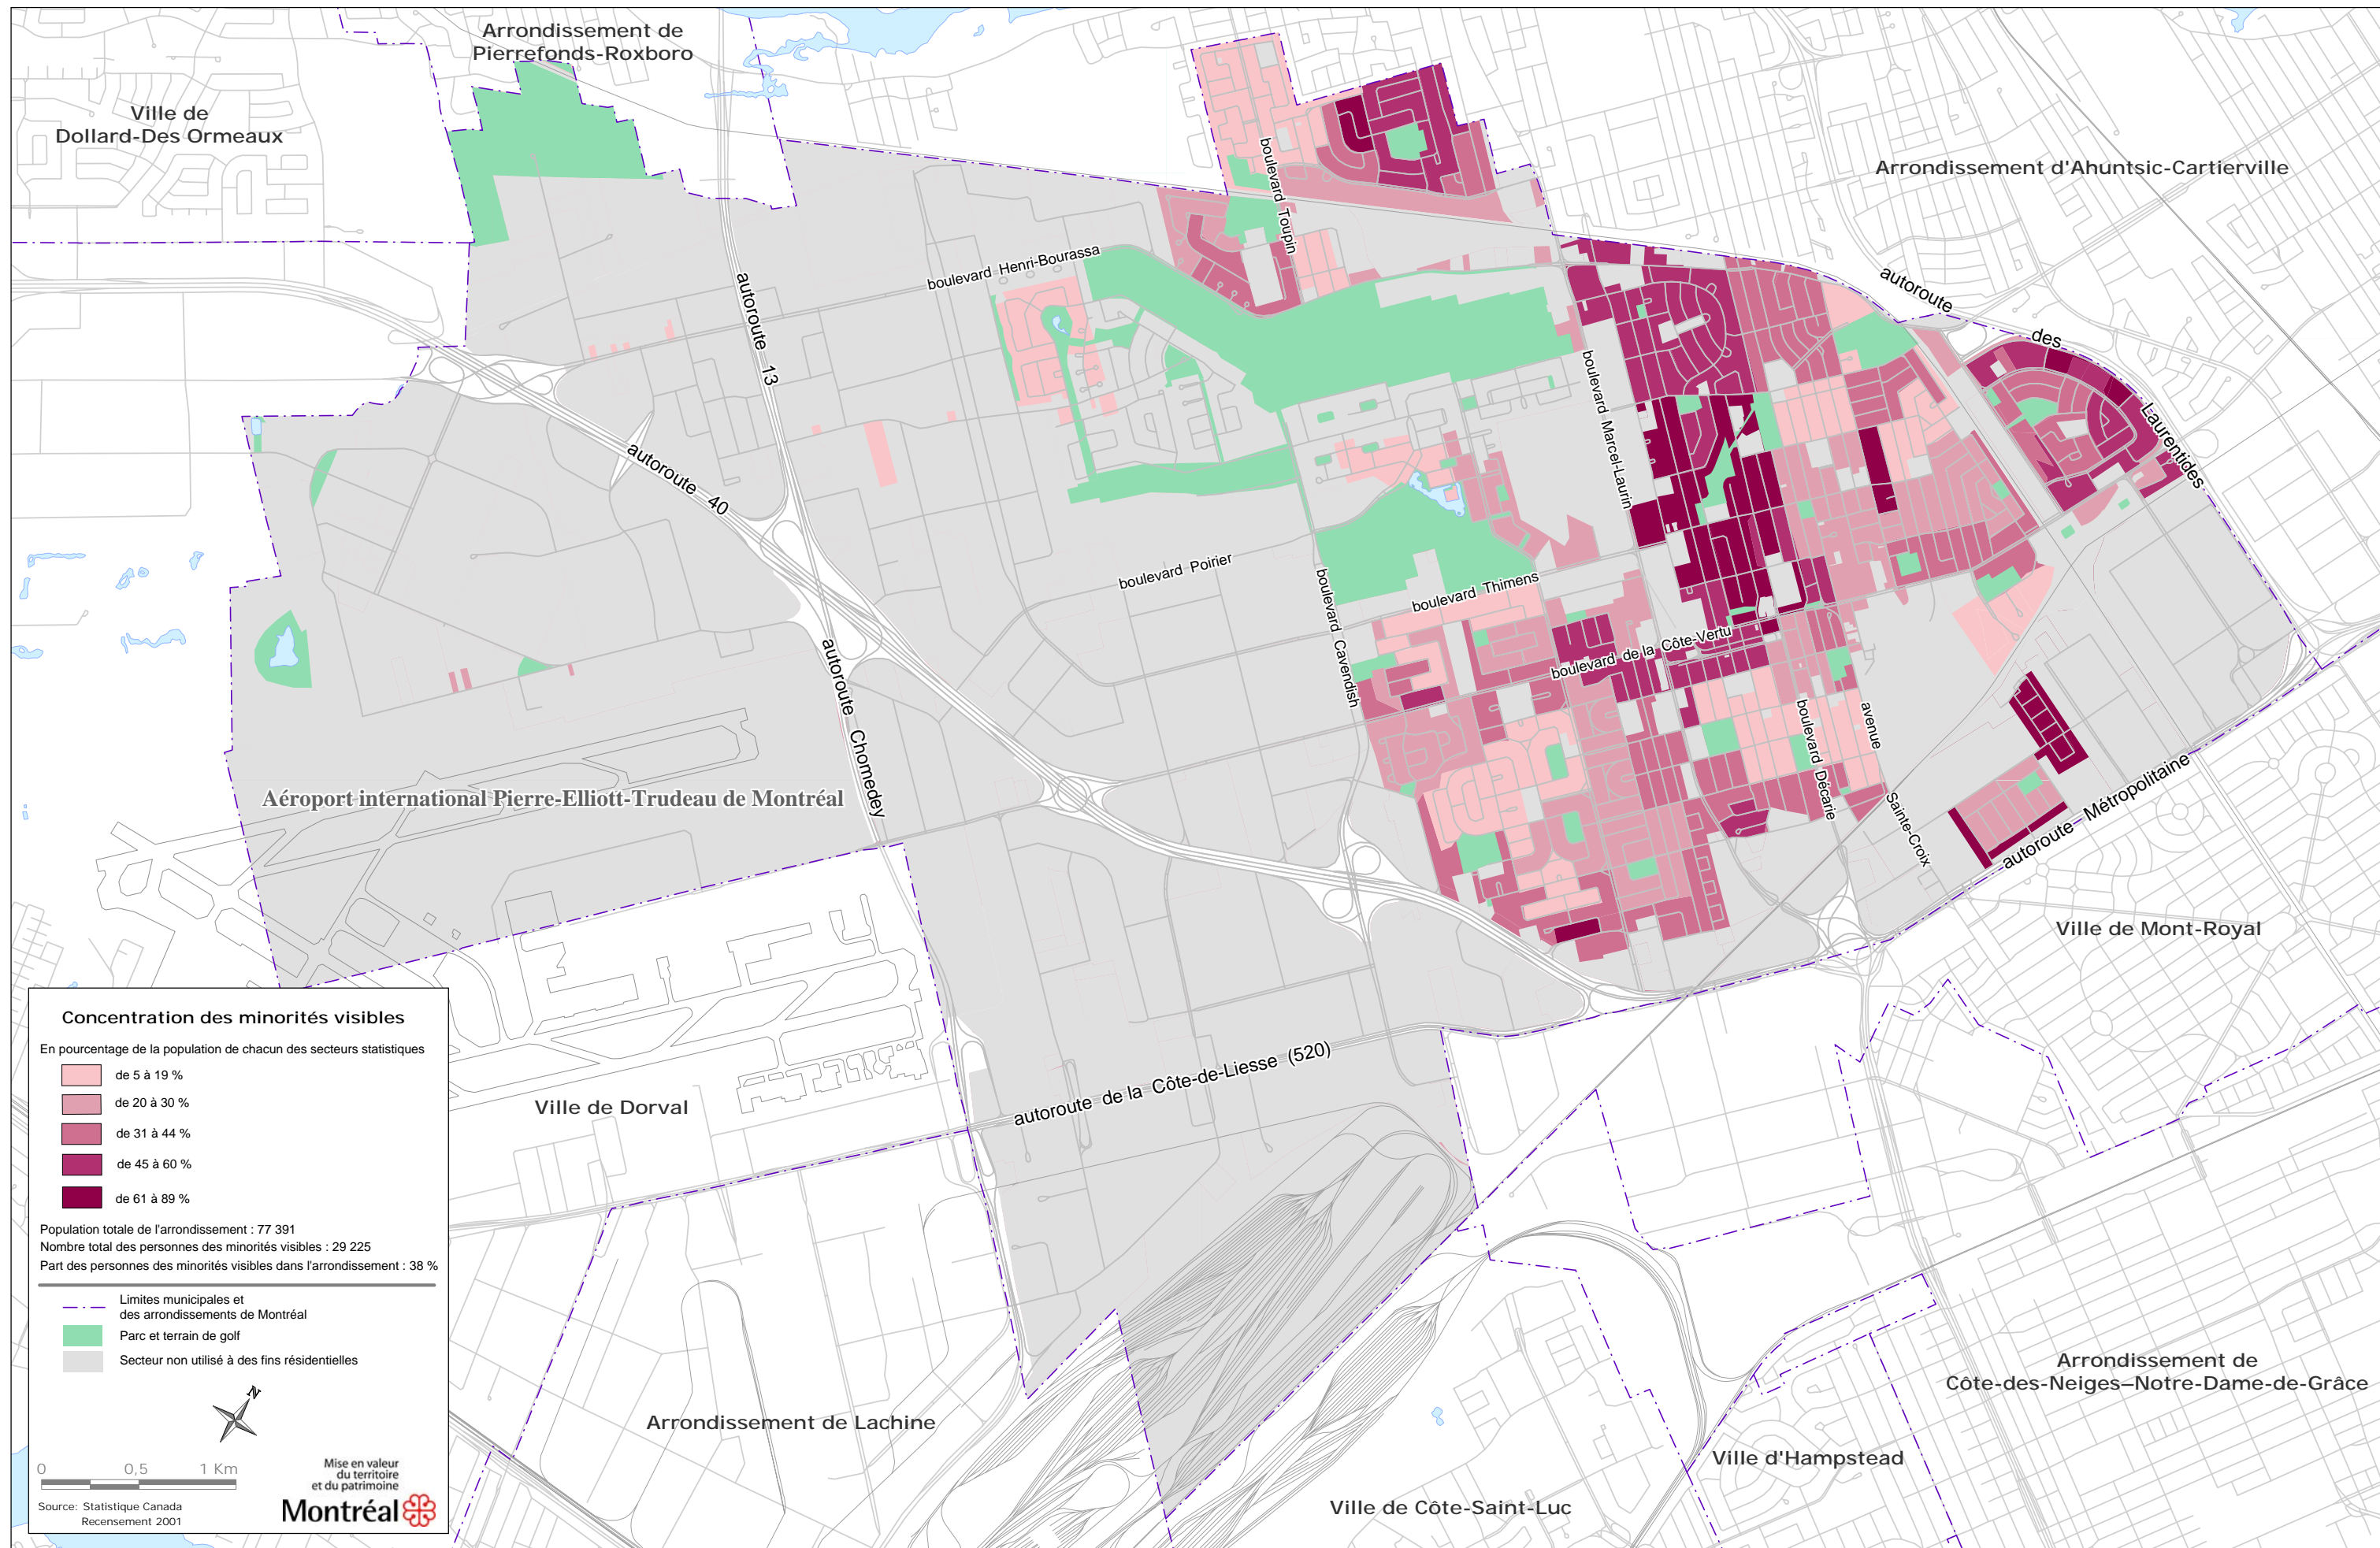 Arrondissement de
Pierrefonds-Roxboro
Ville de
Dollard-Des Ormeaux
Arrondissement d'Ahuntsic-Cartierville
boulevard Toupin
boulevard Henri-Bourassa
autoroute 13
autoroute des Laurentides
boulevard Marcel-Laurin
autoroute 40
boulevard Poirier
boulevard Thimens
boulevard Cavendish
boulevard de la Côte-Vertu
autoroute Chomedey
boulevard Décarie
avenue Sainte-Croix
autoroute Métropolitaine
Aéroport international Pierre-Elliott-Trudeau de Montréal
Ville de Mont-Royal
autoroute de la Côte-de-Liesse (520)
Ville de Dorval
Arrondissement de Lachine
Ville de Côte-Saint-Luc
Ville d'Hampstead
Arrondissement de
Côte-des-Neiges–Notre-Dame-de-Grâce
Concentration des minorités visibles
En pourcentage de la population de chacun des secteurs statistiques
de 5 à 19 %
de 20 à 30 %
de 31 à 44 %
de 45 à 60 %
de 61 à 89 %
Population totale de l'arrondissement : 77 391
Nombre total des personnes des minorités visibles : 29 225
Part des personnes des minorités visibles dans l'arrondissement : 38 %
Limites municipales et
des arrondissements de Montréal
Parc et terrain de golf
Secteur non utilisé à des fins résidentielles
N
0 0,5 1 Km
Source: Statistique Canada
Recensement 2001
Mise en valeur
du territoire
et du patrimoine
Montréal